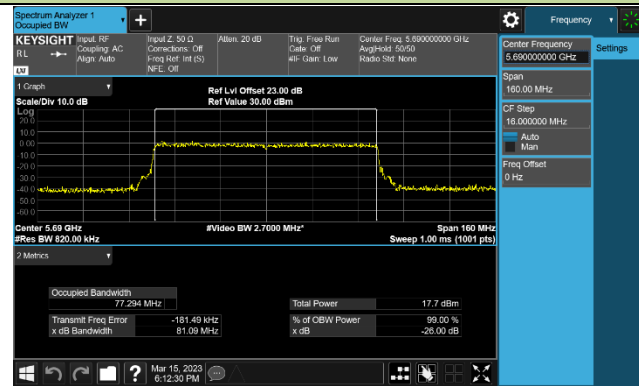 Spectrum Analyzer 1
Occupied BW
Frequency
KEYSIGHT
RL
Input: RF
Coupling: AC
Align: Auto
Input Z: 50 Ω
Corrections: Off
Freq Ref: Int (S)
NFE: Off
Atten: 20 dB
Trig: Free Run
Gate: Off
#IF Gain: Low
Center Freq: 5.690000000 GHz
Avg|Hold: 50/50
Radio Std: None
LXI
Center Frequency
5.690000000 GHz
Settings
Span
160.00 MHz
CF Step
16.000000 MHz
Auto
Man
Freq Offset
0 Hz
1 Graph
Scale/Div 10.0 dB
Ref Lvl Offset 23.00 dB
Ref Value 30.00 dBm
Log
20.0
10.0
0.00
-10.0
-20.0
-30.0
-40.0
-50.0
-60.0
Center 5.69 GHz
#Video BW 2.7000 MHz*
Span 160 MHz
#Res BW 820.00 kHz
Sweep 1.00 ms (1001 pts)
2 Metrics
Occupied Bandwidth
77.294 MHz
Total Power
17.7 dBm
Transmit Freq Error
-181.49 kHz
% of OBW Power
99.00 %
x dB Bandwidth
81.09 MHz
x dB
-26.00 dB
Mar 15, 2023
6:12:30 PM